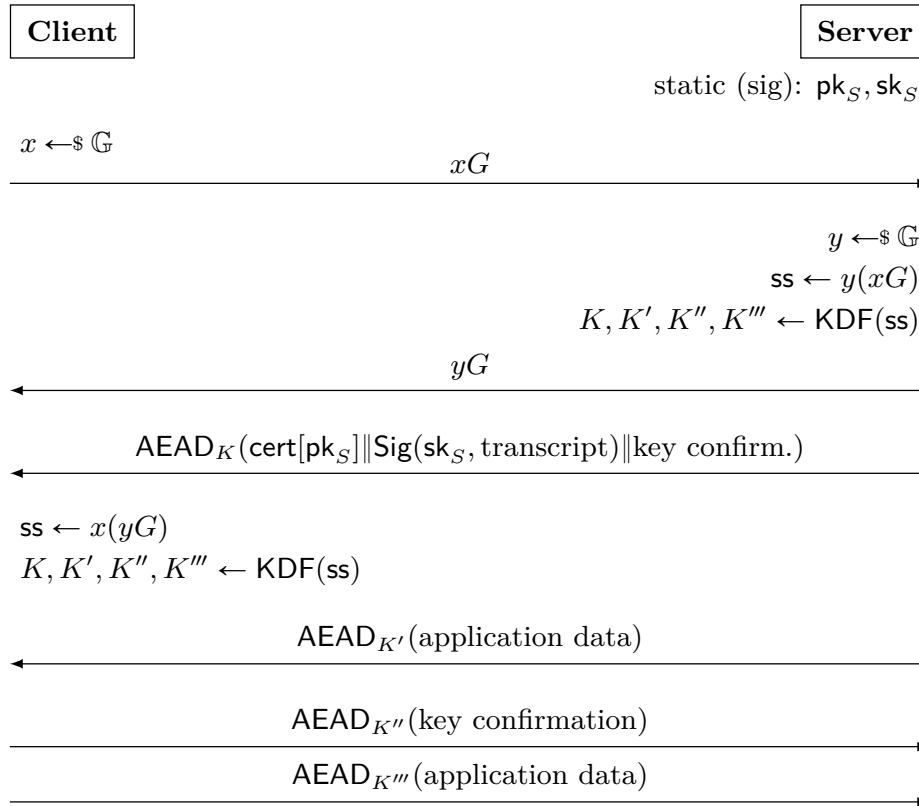 Client
Server
static (sig): pk_S, sk_S
x ←$ 𝔾
xG
y ←$ 𝔾
ss ← y(xG)
K, K′, K″, K‴ ← KDF(ss)
yG
AEAD_K(cert[pk_S]‖Sig(sk_S, transcript)‖key confirm.)
ss ← x(yG)
K, K′, K″, K‴ ← KDF(ss)
AEAD_K′(application data)
AEAD_K″(key confirmation)
AEAD_K‴(application data)